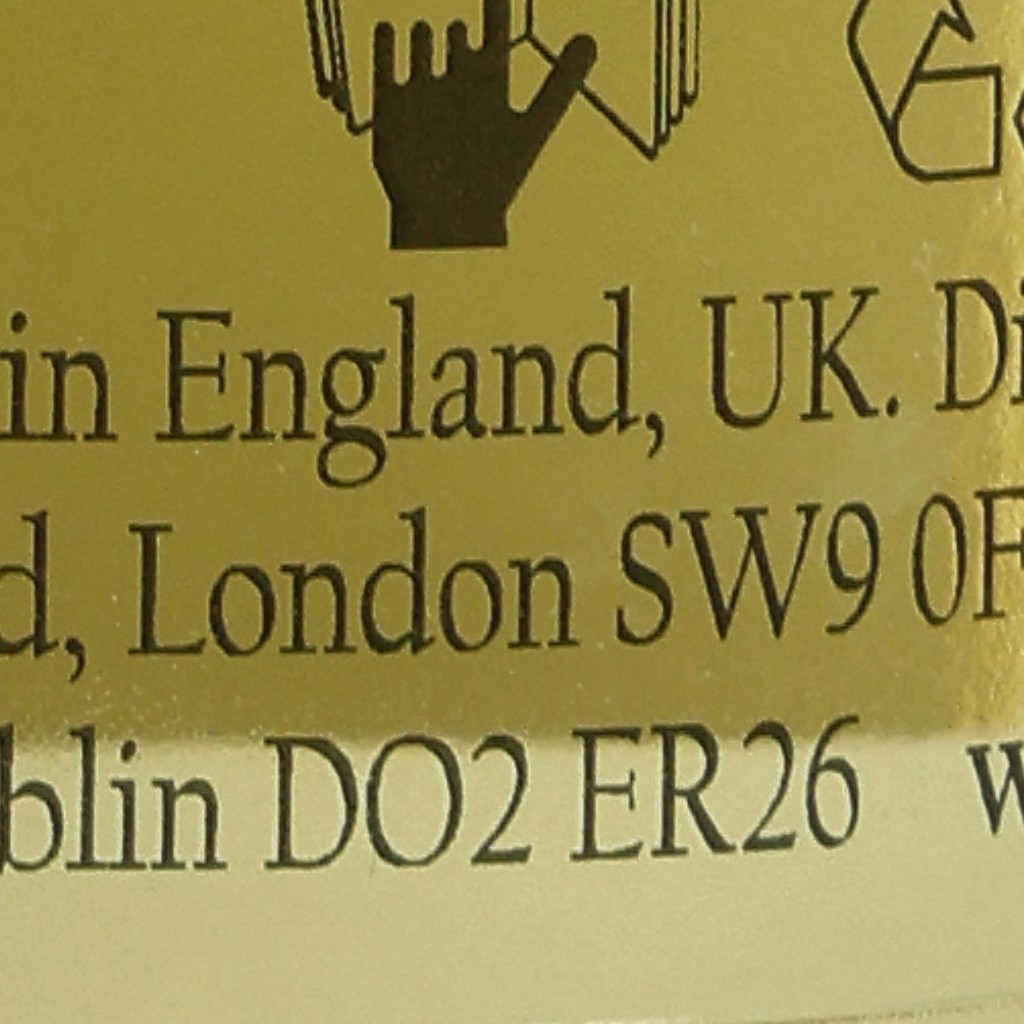 in England, UK. Di
d, London SW9 0F
blin DO2 ER26 w